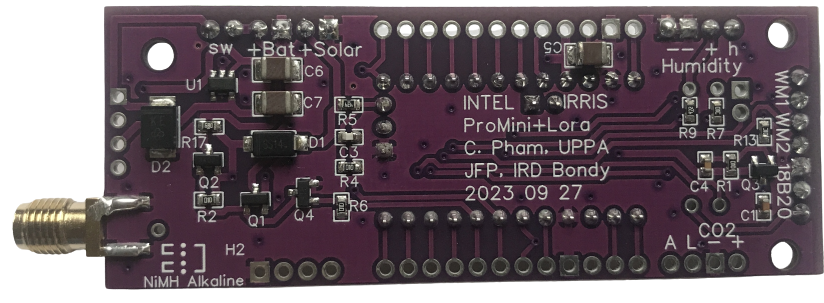 SW +Bat +Solar
C5
-- + h
Humidity
U1
C6
C7
INTEL IRRIS
ProMini+Lora
C. Pham, UPPA
JFP, IRD Bondy
2023 09 27
R5
C3
R4
R6
R17
D1
D2
Q2
R2
Q1
Q4
R9
R7
R13
C4
R1
Q3
C1
WM1 WM2 18B20
CO2
A L - +
H2
NiMH Alkaline